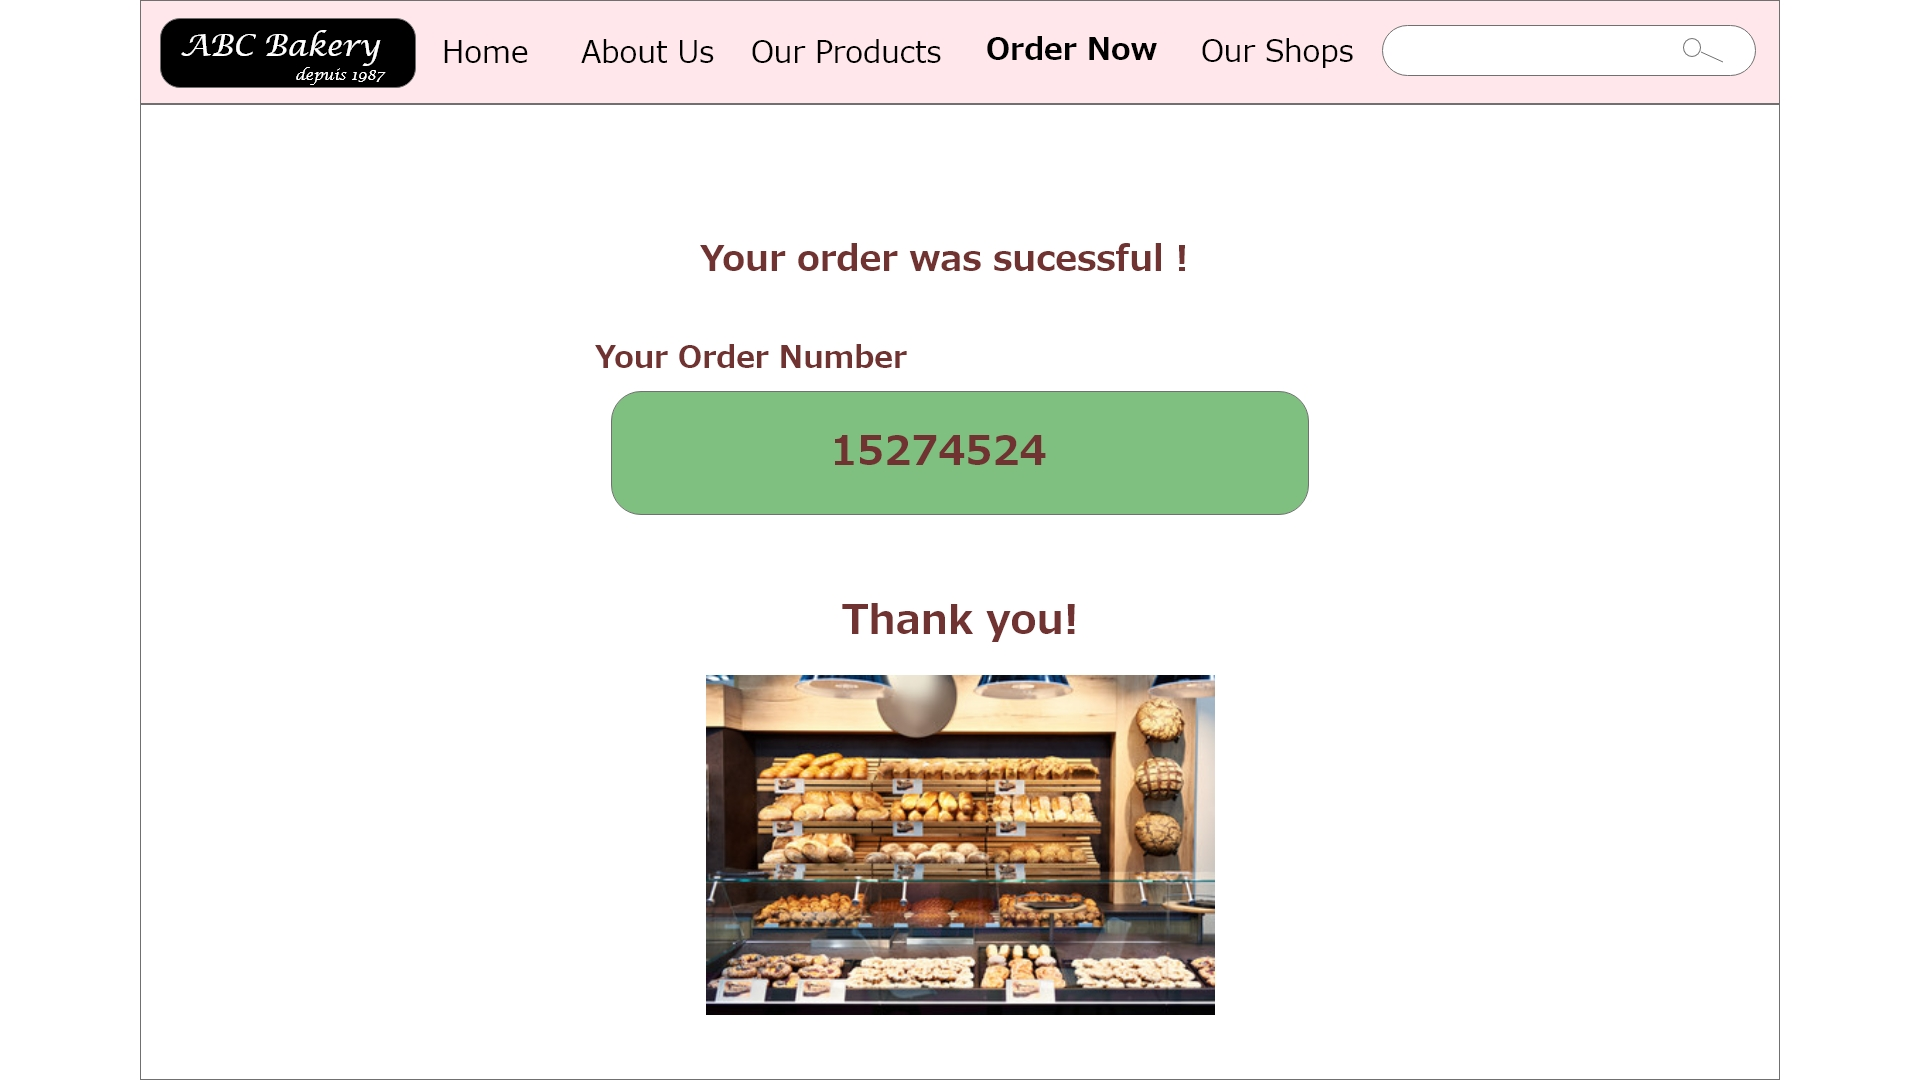 ABC Bakery
depuis 1987
Home About Us Our Products Order Now Our Shops
Your order was sucessful !
Your Order Number
15274524
Thank you!